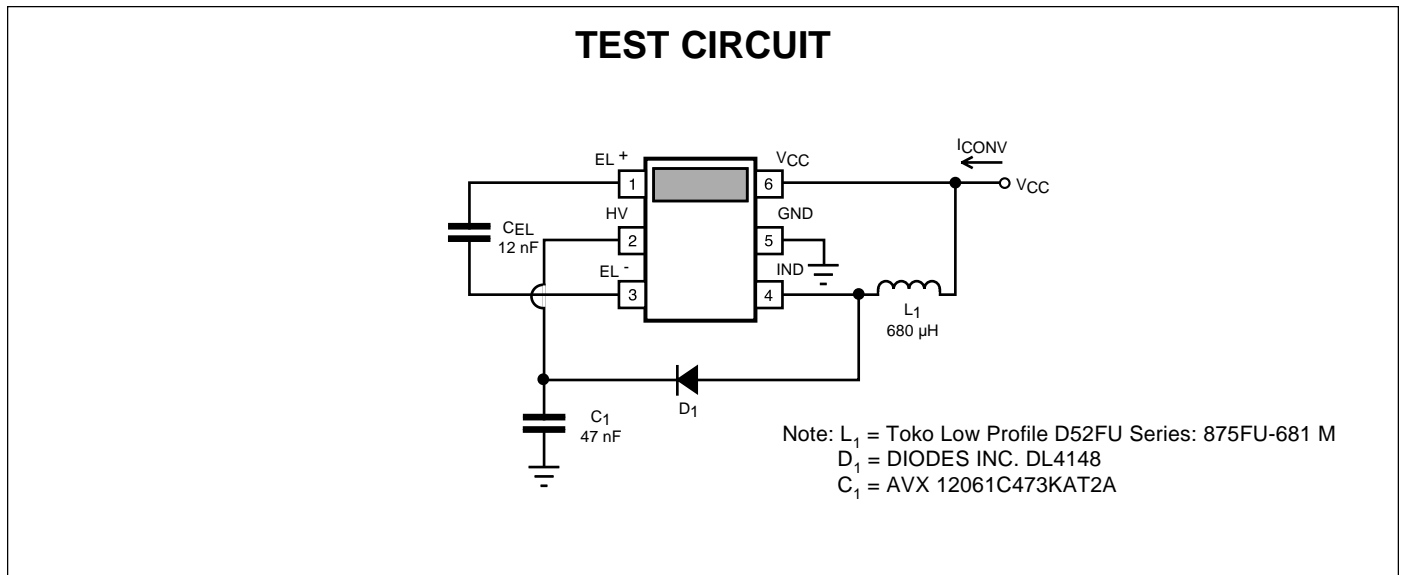 TEST CIRCUIT
ICONV
EL +
VCC
1
6
VCC
HV
GND
CEL
12 nF
2
5
EL -
IND
3
4
L1
680 µH
D1
C1
47 nF
Note: L1 = Toko Low Profile D52FU Series: 875FU-681 M
D1 = DIODES INC. DL4148
C1 = AVX 12061C473KAT2A